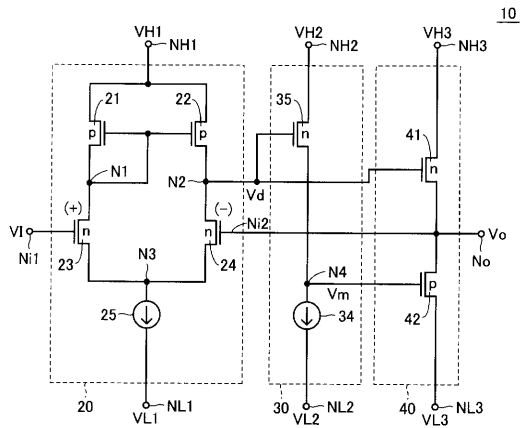 10
VH1 NH1
VH2 NH2
VH3 NH3
21 22 35
p p n 41
N1 N2 Vd n
(+) (−)
VI n n Ni2 Vo
Ni1 23 24 No
N3 N4
Vm p
25 34 42
20 NL1 30 NL2 40 NL3
VL1 VL2 VL3